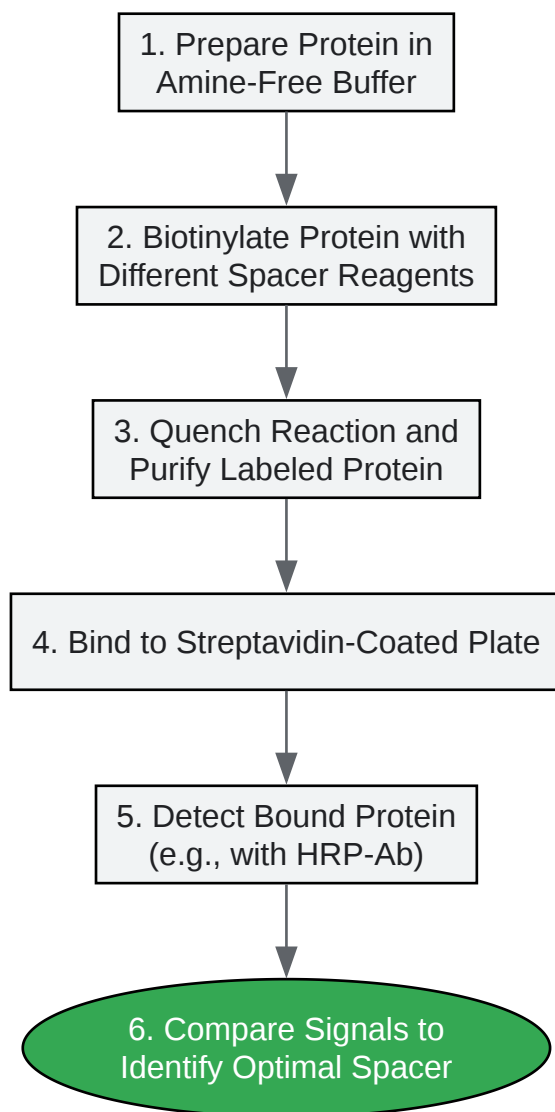 1. Prepare Protein in
Amine-Free Buffer
2. Biotinylate Protein with
Different Spacer Reagents
3. Quench Reaction and
Purify Labeled Protein
4. Bind to Streptavidin-Coated Plate
5. Detect Bound Protein
(e.g., with HRP-Ab)
6. Compare Signals to
Identify Optimal Spacer